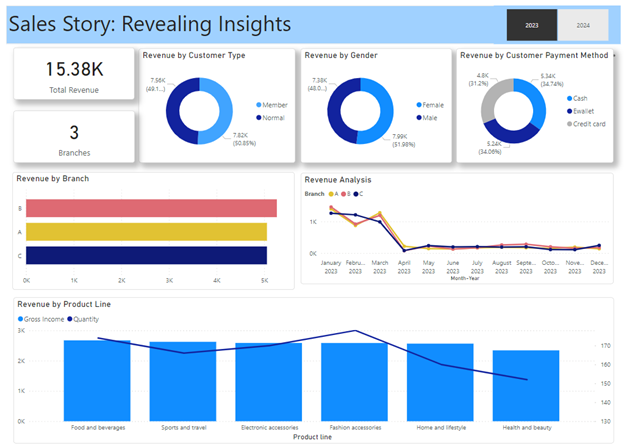 Sales Story: Revealing Insights
2023
2024
15.38K
Total Revenue
3
Branches
Revenue by Customer Type
7.56K
(49.1...)
7.82K
(50.85%)
Member
Normal
Revenue by Gender
7.38K
(48.0...)
7.99K
(51.98%)
Female
Male
Revenue by Customer Payment Method
4.8K
(31.2%)
5.34K
(34.74%)
5.24K
(34.06%)
Cash
Ewallet
Credit card
Revenue by Branch
B
A
C
0K 1K 2K 3K 4K 5K
Revenue Analysis
Branch A B C
1K
0K
January Febru... March April May June July August Septe... Octo... Nove... Dece...
2023 2023 2023 2023 2023 2023 2023 2023 2023 2023 2023 2023
Month-Year
Revenue by Product Line
Gross Income Quantity
3K
2K
1K
0K
170
160
150
140
130
Food and beverages Sports and travel Electronic accessories Fashion accessories Home and lifestyle Health and beauty
Product line